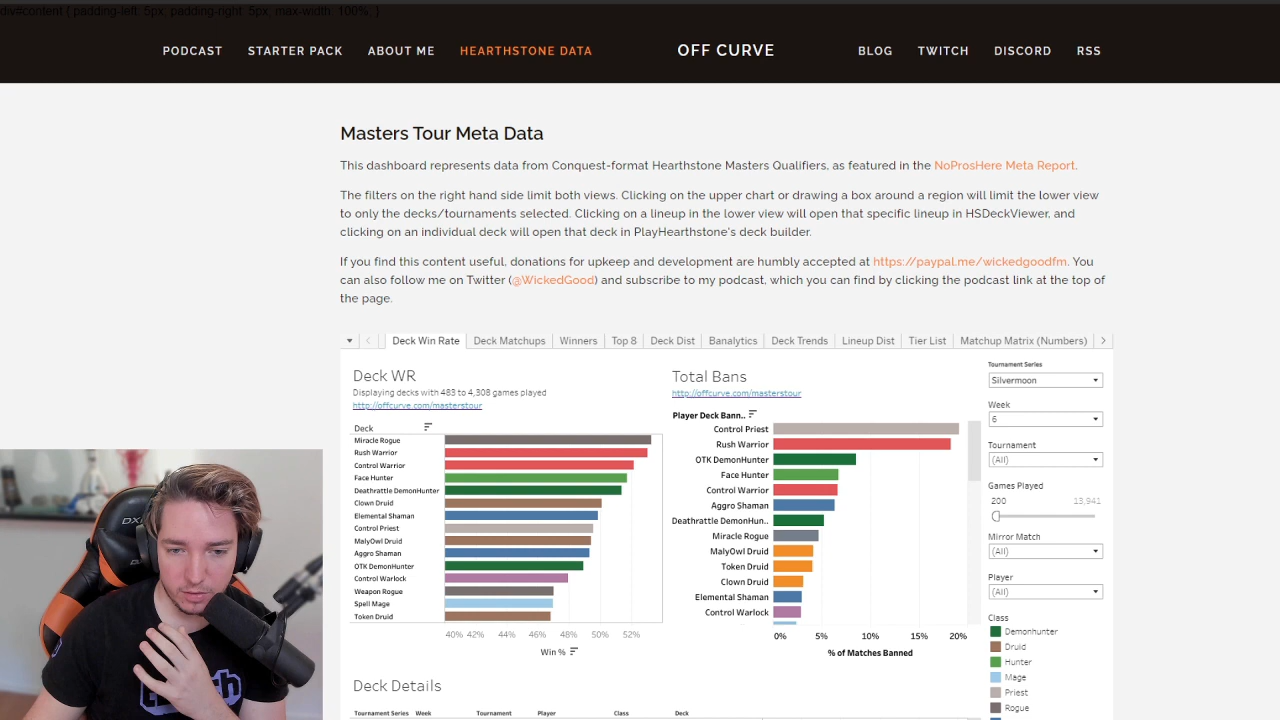 div#content { padding-left: 5px; padding-right: 5px; max-width: 100%; }
PODCAST STARTER PACK ABOUT ME HEARTHSTONE DATA OFF CURVE BLOG TWITCH DISCORD RSS
Masters Tour Meta Data
This dashboard represents data from Conquest-format Hearthstone Masters Qualifiers, as featured in the NoProsHere Meta Report.
The filters on the right hand side limit both views. Clicking on the upper chart or drawing a box around a region will limit the lower view
to only the decks/tournaments selected. Clicking on a lineup in the lower view will open that specific lineup in HSDeckViewer, and
clicking on an individual deck will open that deck in PlayHearthstone's deck builder.
If you find this content useful, donations for upkeep and development are humbly accepted at https://paypal.me/wickedgoodfm. You
can also follow me on Twitter (@WickedGood) and subscribe to my podcast, which you can find by clicking the podcast link at the top of
the page.
Deck Win Rate Deck Matchups Winners Top 8 Deck Dist Banalytics Deck Trends Lineup Dist Tier List Matchup Matrix (Numbers)
Deck WR
Displaying decks with 483 to 4,308 games played
http://offcurve.com/masterstour
Deck
Miracle Rogue
Rush Warrior
Control Warrior
Face Hunter
Deathrattle DemonHunter
Clown Druid
Elemental Shaman
Control Priest
MalyOwl Druid
Aggro Shaman
OTK DemonHunter
Control Warlock
Weapon Rogue
Spell Mage
Token Druid
40% 42% 44% 46% 48% 50% 52%
Win %
Total Bans
http://offcurve.com/masterstour
Player Deck Bann..
Control Priest
Rush Warrior
OTK DemonHunter
Face Hunter
Control Warrior
Aggro Shaman
Deathrattle DemonHun..
Miracle Rogue
MalyOwl Druid
Token Druid
Clown Druid
Elemental Shaman
Control Warlock
0% 5% 10% 15% 20%
% of Matches Banned
Tournament Series
Silvermoon
Week
6
Tournament
(All)
Games Played
200 13,941
Mirror Match
(All)
Player
(All)
Class
Demonhunter
Druid
Hunter
Mage
Priest
Rogue
Deck Details
Tournament Series Week Tournament Player Class Deck